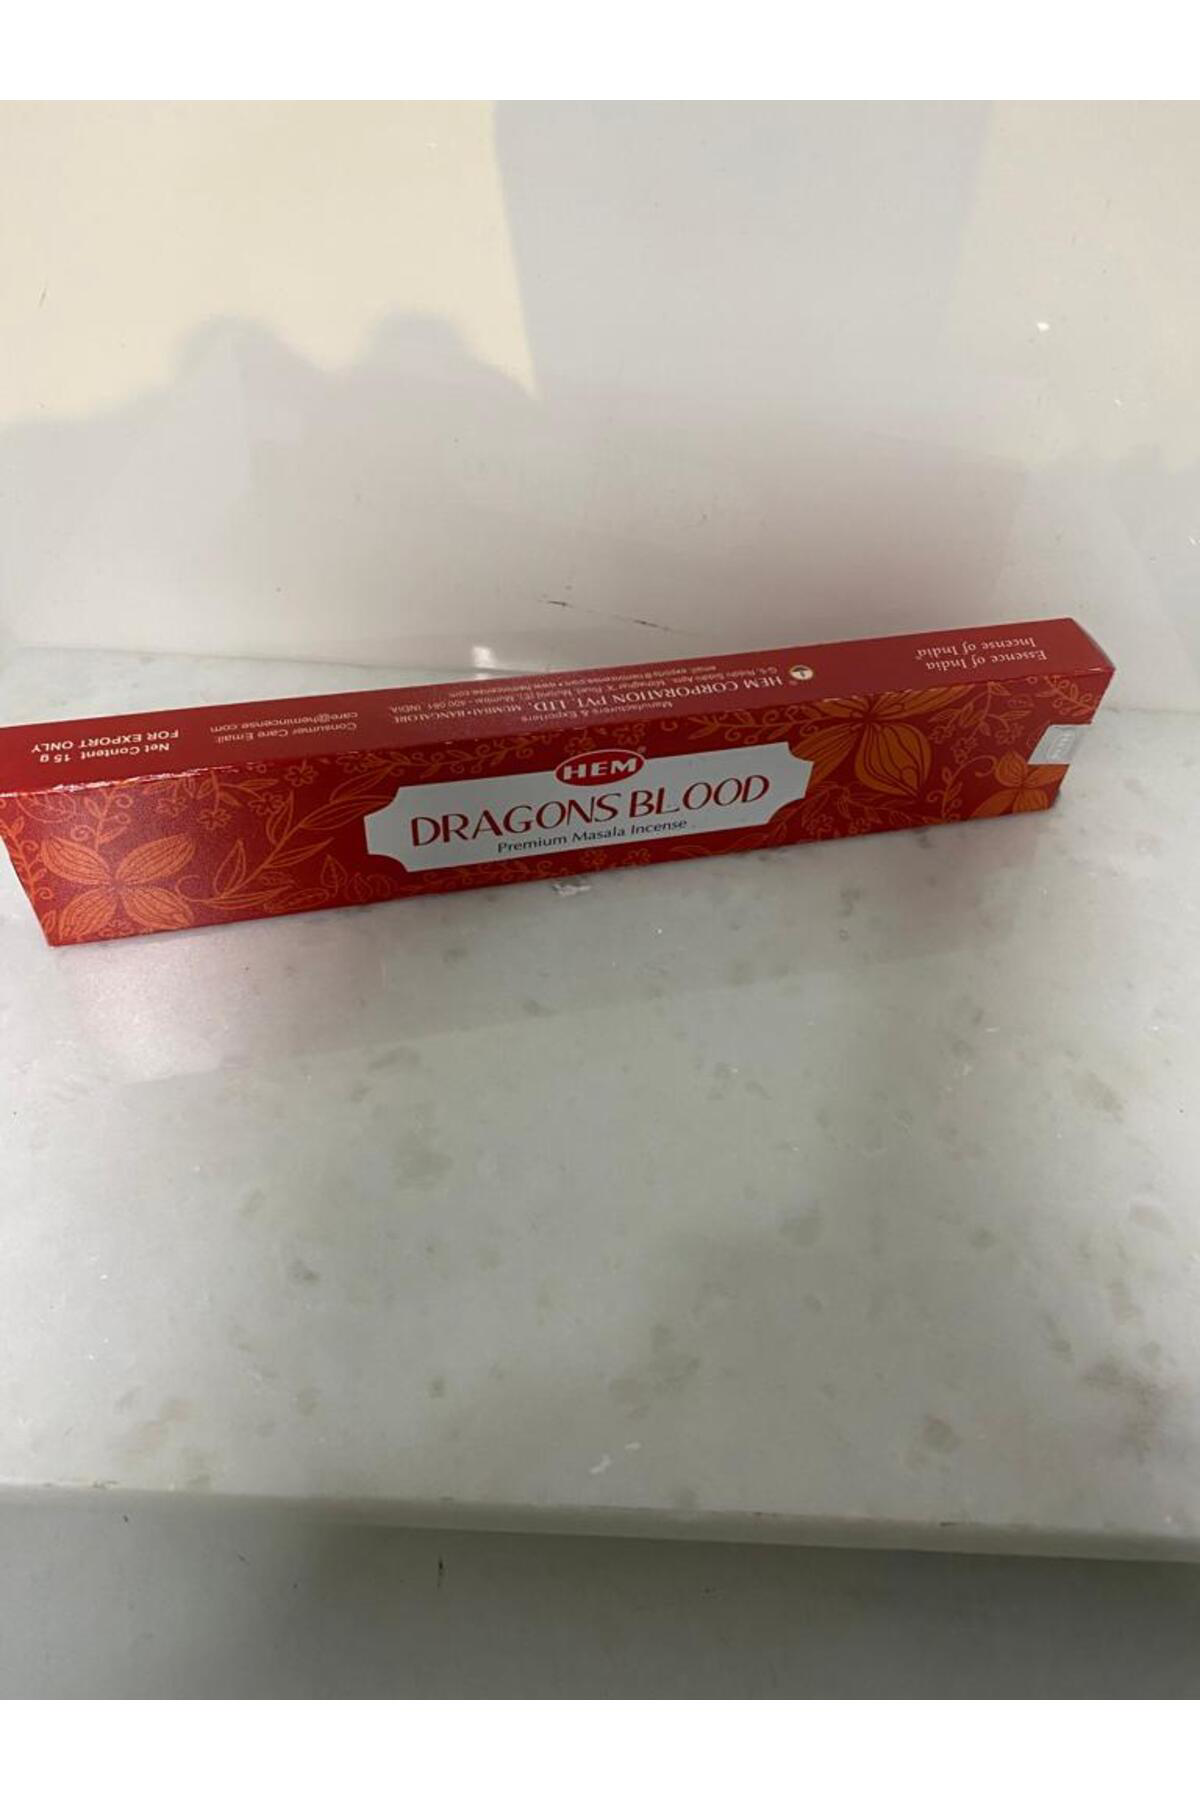 HEM
DRAGONS BLOOD
Premium Masala Incense
Essence of India
Incense of India
Manufacturers & Exporters
HEM CORPORATION PVT. LTD.
MUMBAI • BANGALORE
INDIA.
Consumer Care Email:
care@hemincense.com
Net Content 15 g
FOR EXPORT ONLY